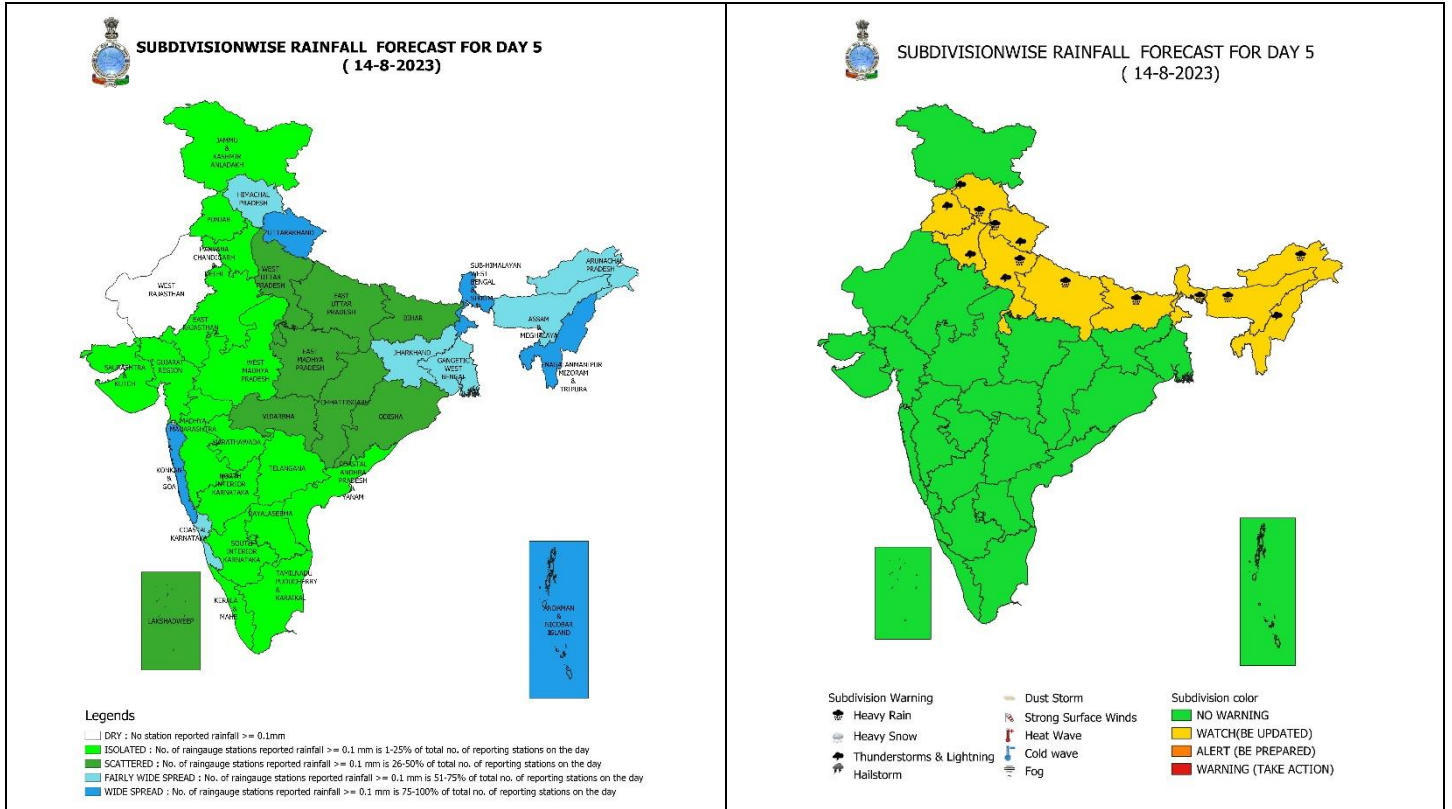 SUBDIVISIONWISE RAINFALL FORECAST FOR DAY 5
( 14-8-2023)
JAMMU
&
KASHMIR
ANLADAKH
HIMACHAL
PRADESH
PUNJAB
UTTARAKHAND
HARYANA
CHANDIGARH
&
DELHI
WEST
RAJASTHAN
WEST
UTTAR
PRADESH
EAST
UTTAR
PRADESH
BIHAR
SUB-HIMALAYAN
WEST
BENGAL
&
SIKKIM
ARUNACHAL
PRADESH
ASSAM
&
MEGHALAYA
EAST
RAJASTHAN
SAURASHTRA
&
KUTCH
GUJARAT
REGION
WEST
MADHYA
PRADESH
EAST
MADHYA
PRADESH
JHARKHAND
GANGETIC
WEST
BENGAL
NAGA ANMANIPUR
MIZORAM
&
TRIPURA
VIDARBHA
CHHATTISGARH
ODISHA
MADHYA
MAHARASHTRA
MARATHAWADA
KONKAN
&
GOA
NORTH
INTERIOR
KARNATAKA
TELANGANA
COASTAL
ANDHRA
PRADESH
&
YANAM
RAYALASEEMA
COASTAL
KARNATAKA
SOUTH
INTERIOR
KARNATAKA
TAMILNADU
PUDUCHERRY
&
KARAIKAL
KERALA
&
MAHE
LAKSHADWEEP
ANDAMAN
&
NICOBAR
ISLAND
Legends
DRY : No station reported rainfall >= 0.1mm
ISOLATED : No. of raingauge stations reported rainfall >= 0.1 mm is 1-25% of total no. of reporting stations on the day
SCATTERED : No. of raingauge stations reported rainfall >= 0.1 mm is 26-50% of total no. of reporting stations on the day
FAIRLY WIDE SPREAD : No. of raingauge stations reported rainfall >= 0.1 mm is 51-75% of total no. of reporting stations on the day
WIDE SPREAD : No. of raingauge stations reported rainfall >= 0.1 mm is 75-100% of total no. of reporting stations on the day
SUBDIVISIONWISE RAINFALL FORECAST FOR DAY 5
( 14-8-2023)
Subdivision Warning
Heavy Rain
Heavy Snow
Thunderstorms & Lightning
Hailstorm
Dust Storm
Strong Surface Winds
Heat Wave
Cold wave
Fog
Subdivision color
NO WARNING
WATCH(BE UPDATED)
ALERT (BE PREPARED)
WARNING (TAKE ACTION)